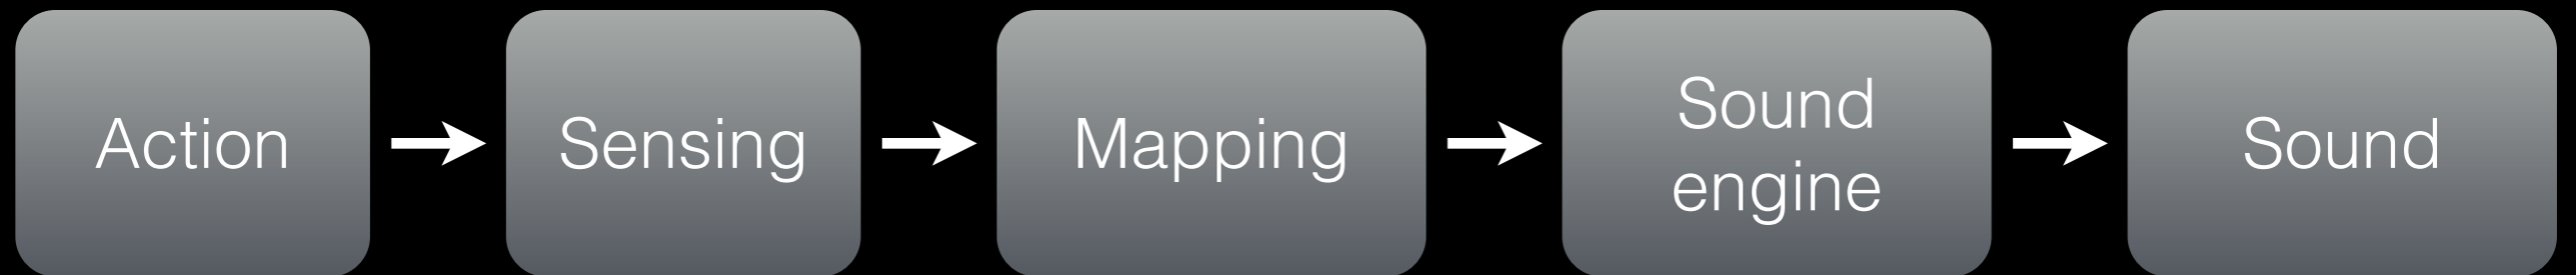 Action
Sensing
Mapping
Sound
engine
Sound